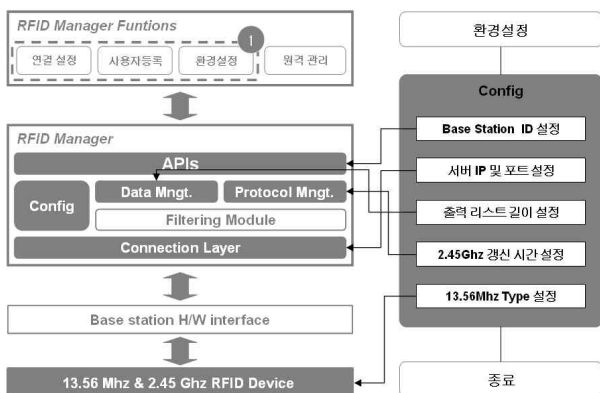 RFID Manager Funtions
1
연결 설정
사용자등록
환경설정
원격 관리
RFID Manager
APIs
Config
Data Mngt.
Protocol Mngt.
Filtering Module
Connection Layer
Base station H/W interface
13.56 Mhz & 2.45 Ghz RFID Device
환경설정
Config
Base Station ID 설정
서버 IP 및 포트 설정
출력 리스트 길이 설정
2.45Ghz 갱신 시간 설정
13.56Mhz Type 설정
종료